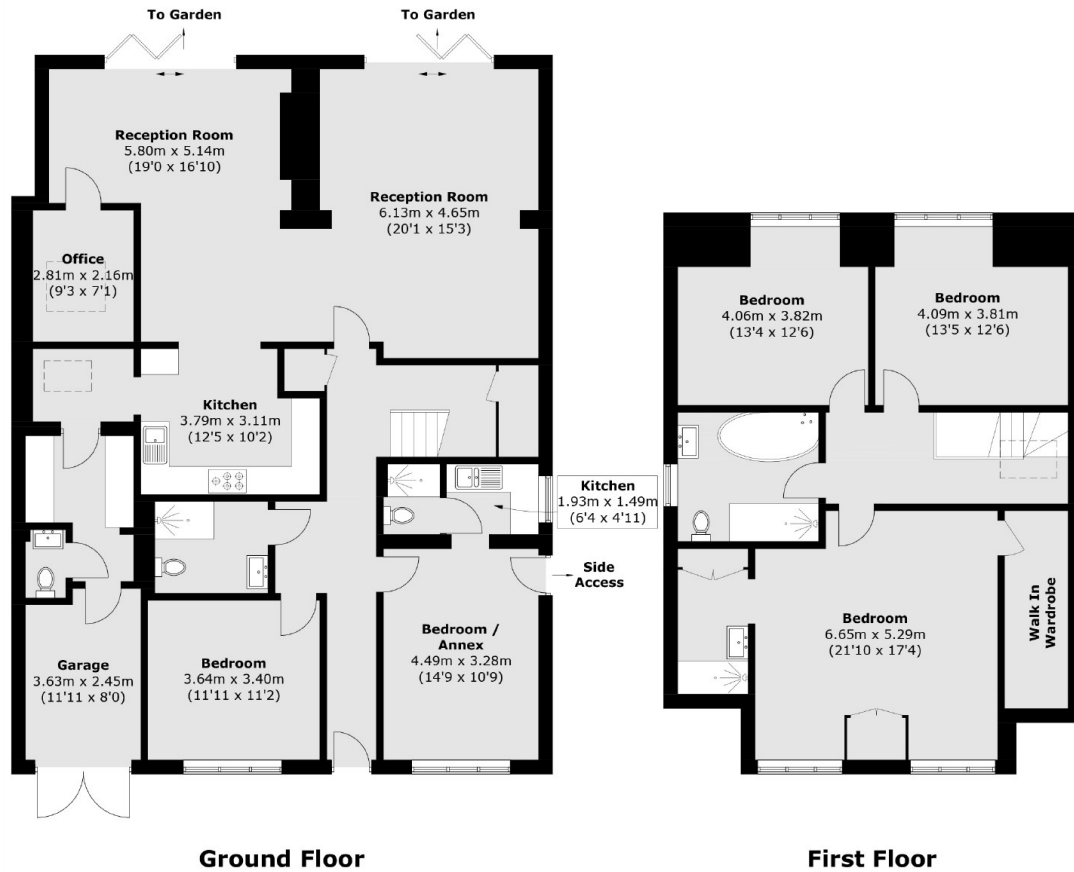 To Garden
To Garden
Reception Room
5.80m x 5.14m
(19'0 x 16'10)
Reception Room
6.13m x 4.65m
(20'1 x 15'3)
Office
2.81m x 2.16m
(9'3 x 7'1)
Kitchen
3.79m x 3.11m
(12'5 x 10'2)
Kitchen
1.93m x 1.49m
(6'4 x 4'11)
Side
Access
Bedroom /
Annex
4.49m x 3.28m
(14'9 x 10'9)
Garage
3.63m x 2.45m
(11'11 x 8'0)
Bedroom
3.64m x 3.40m
(11'11 x 11'2)
Ground Floor
Bedroom
4.06m x 3.82m
(13'4 x 12'6)
Bedroom
4.09m x 3.81m
(13'5 x 12'6)
Bedroom
6.65m x 5.29m
(21'10 x 17'4)
Walk In
Wardrobe
First Floor